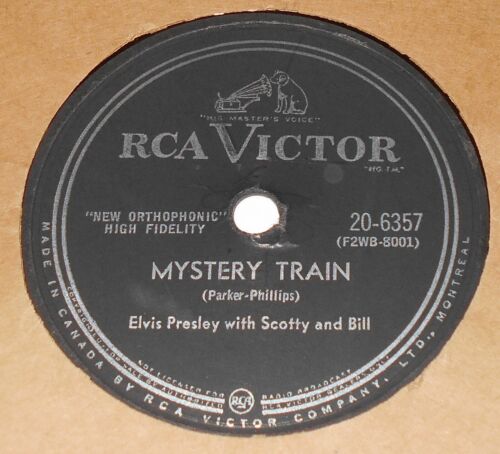 "HIS MASTER'S VOICE"
RCA VICTOR
"REG. T.M."
"NEW ORTHOPHONIC"
HIGH FIDELITY
20-6357
(F2WB-8001)
MYSTERY TRAIN
(Parker-Phillips)
Elvis Presley with Scotty and Bill
NOT LICENSED FOR RADIO BROADCAST
RCA
MADE IN CANADA BY RCA VICTOR COMPANY, LTD., MONTREAL